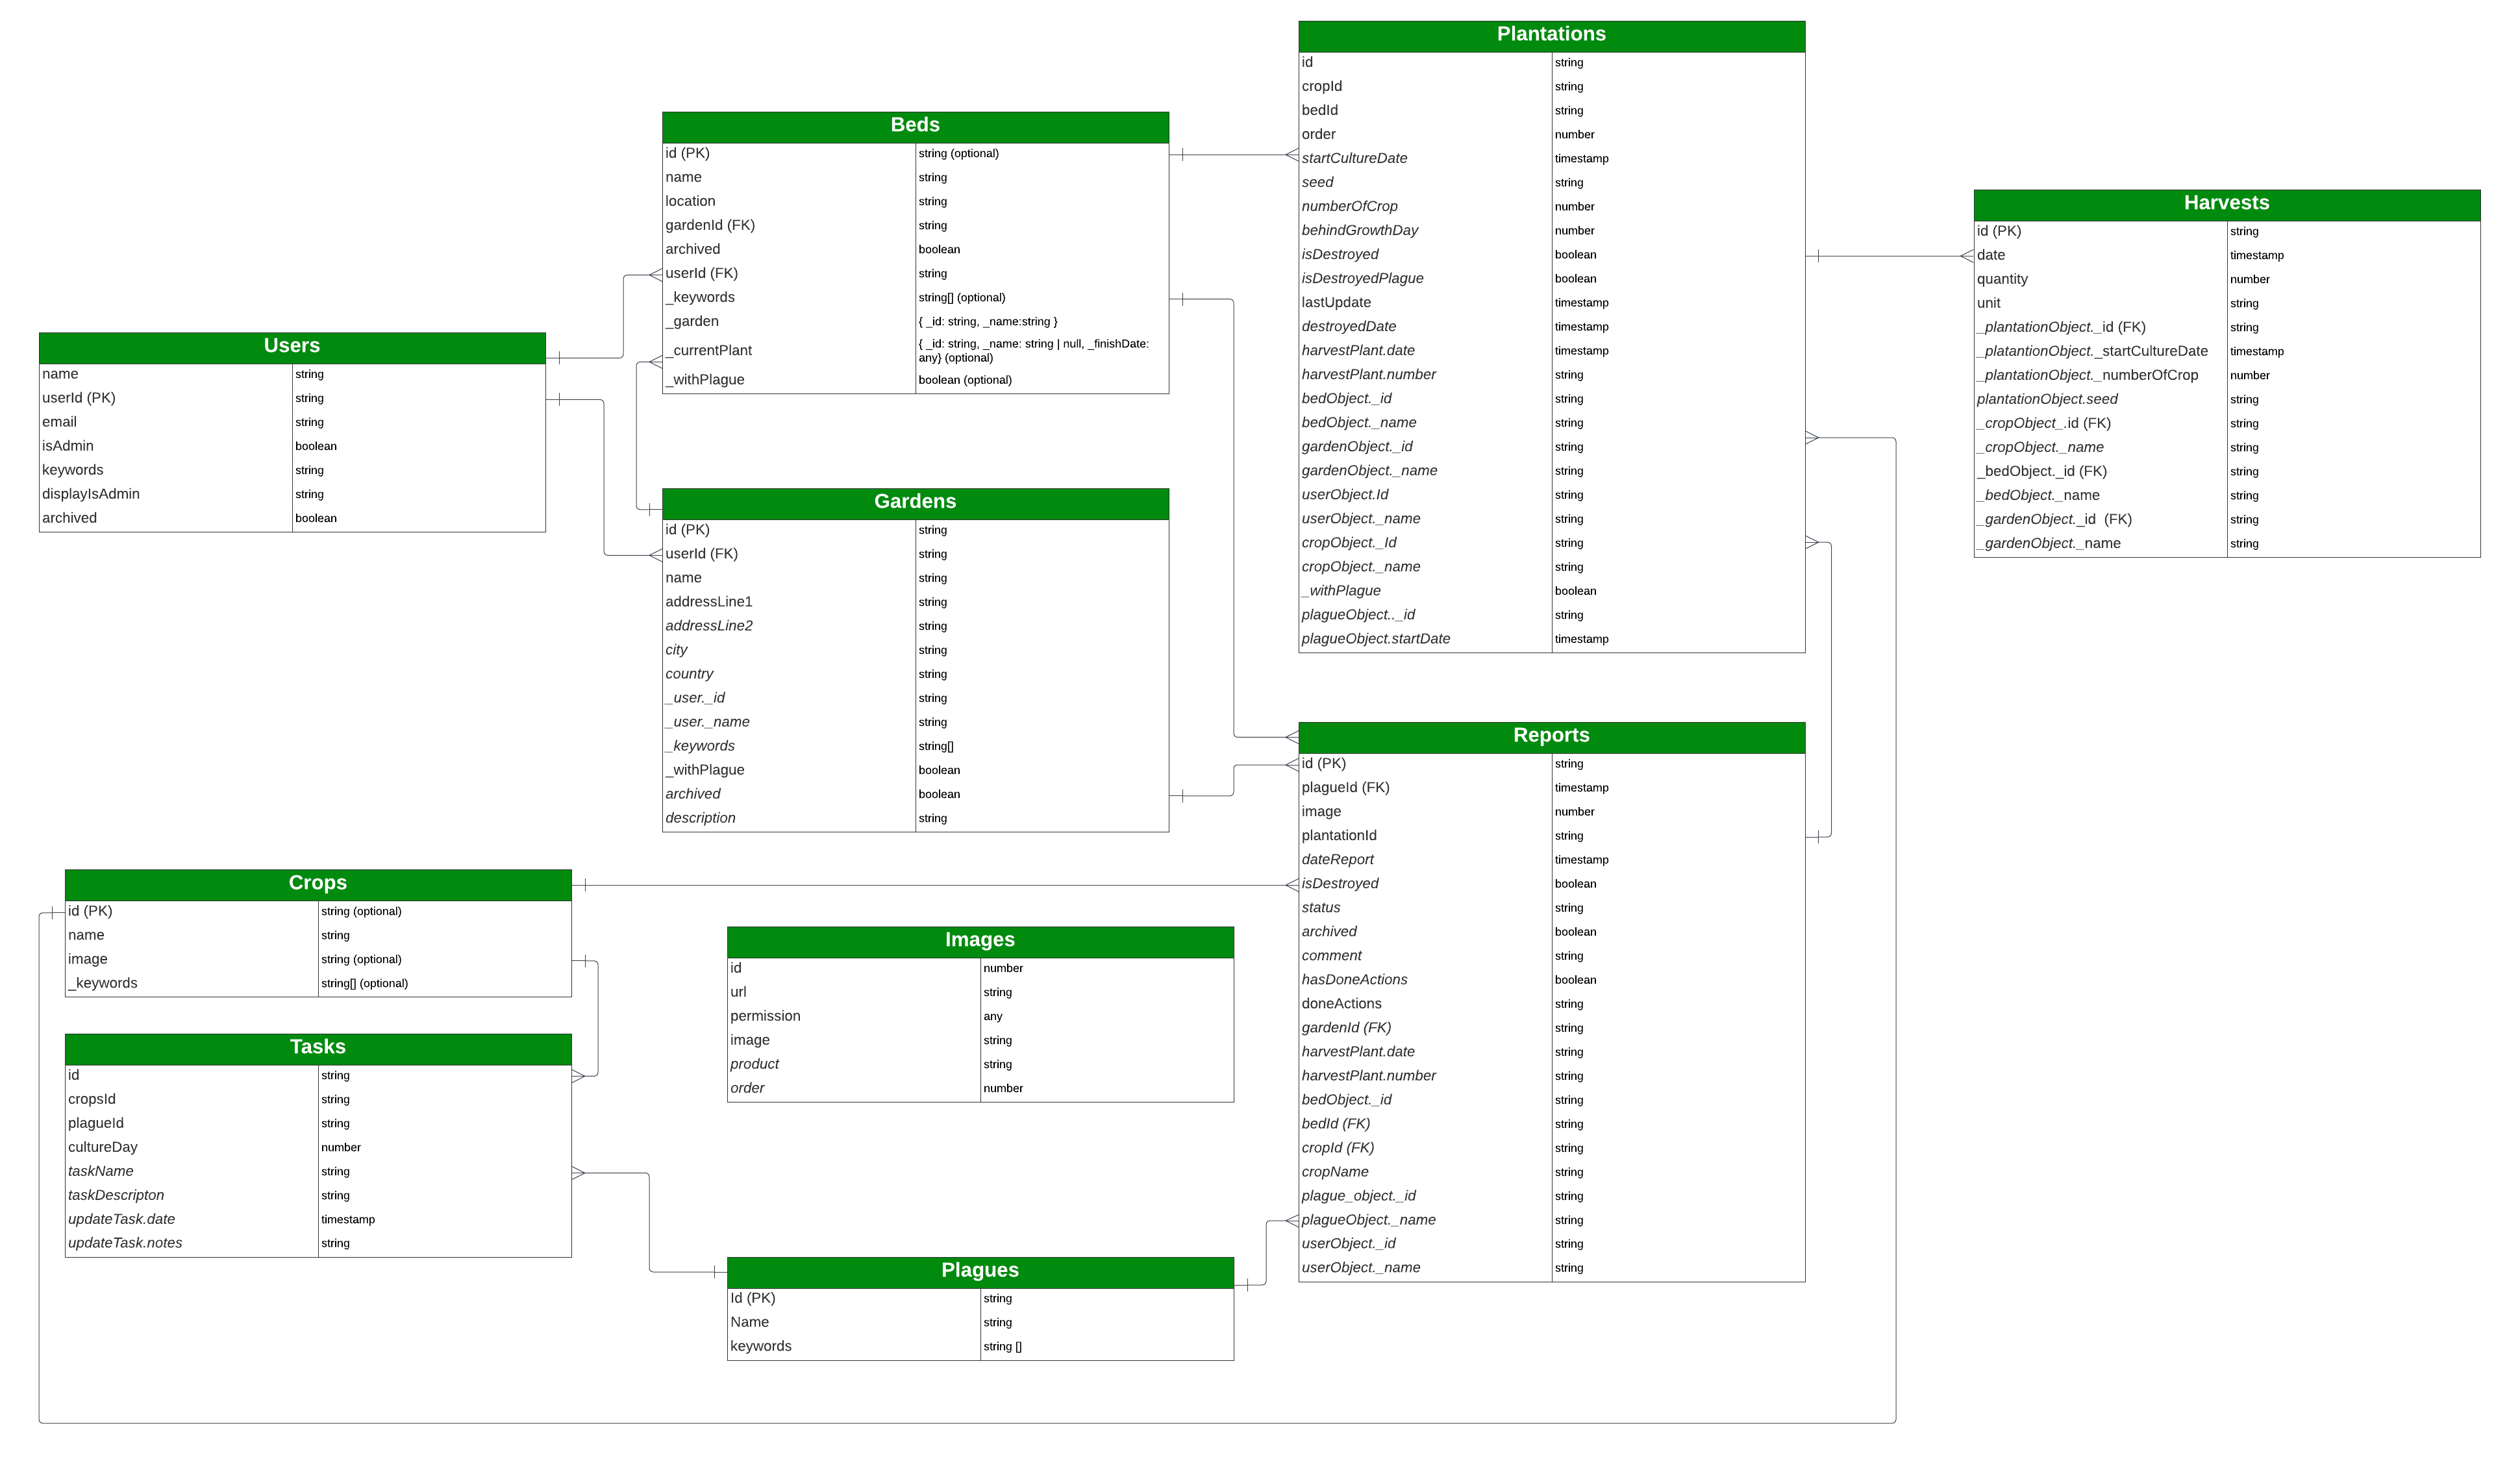 Plantations
id string
cropId string
bedId string
order number
startCultureDate timestamp
seed string
numberOfCrop number
behindGrowthDay number
isDestroyed boolean
isDestroyedPlague boolean
lastUpdate timestamp
destroyedDate timestamp
harvestPlant.date timestamp
harvestPlant.number string
bedObject._id string
bedObject._name string
gardenObject._id string
gardenObject._name string
userObject.Id string
userObject._name string
cropObject._Id string
cropObject._name string
_withPlague boolean
plagueObject.._id string
plagueObject.startDate timestamp
Beds
id (PK) string (optional)
name string
location string
gardenId (FK) string
archived boolean
userId (FK) string
_keywords string[] (optional)
_garden { _id: string, _name:string }
_currentPlant { _id: string, _name: string | null, _finishDate:
any} (optional)
_withPlague boolean (optional)
Harvests
id (PK) string
date timestamp
quantity number
unit string
_plantationObject._id (FK) string
_platantionObject._startCultureDate timestamp
_plantationObject._numberOfCrop number
plantationObject.seed string
_cropObject_.id (FK) string
_cropObject._name string
_bedObject._id (FK) string
_bedObject._name string
_gardenObject._id (FK) string
_gardenObject._name string
Users
name string
userId (PK) string
email string
isAdmin boolean
keywords string
displayIsAdmin string
archived boolean
Gardens
id (PK) string
userId (FK) string
name string
addressLine1 string
addressLine2 string
city string
country string
_user._id string
_user._name string
_keywords string[]
_withPlague boolean
archived boolean
description string
Reports
id (PK) string
plagueId (FK) timestamp
image number
plantationId string
dateReport timestamp
isDestroyed boolean
status string
archived boolean
comment string
hasDoneActions boolean
doneActions string
gardenId (FK) string
harvestPlant.date string
harvestPlant.number string
bedObject._id string
bedId (FK) string
cropId (FK) string
cropName string
plague_object._id string
plagueObject._name string
userObject._id string
userObject._name string
Crops
id (PK) string (optional)
name string
image string (optional)
_keywords string[] (optional)
Images
id number
url string
permission any
image string
product string
order number
Tasks
id string
cropsId string
plagueId string
cultureDay number
taskName string
taskDescripton string
updateTask.date timestamp
updateTask.notes string
Plagues
Id (PK) string
Name string
keywords string []